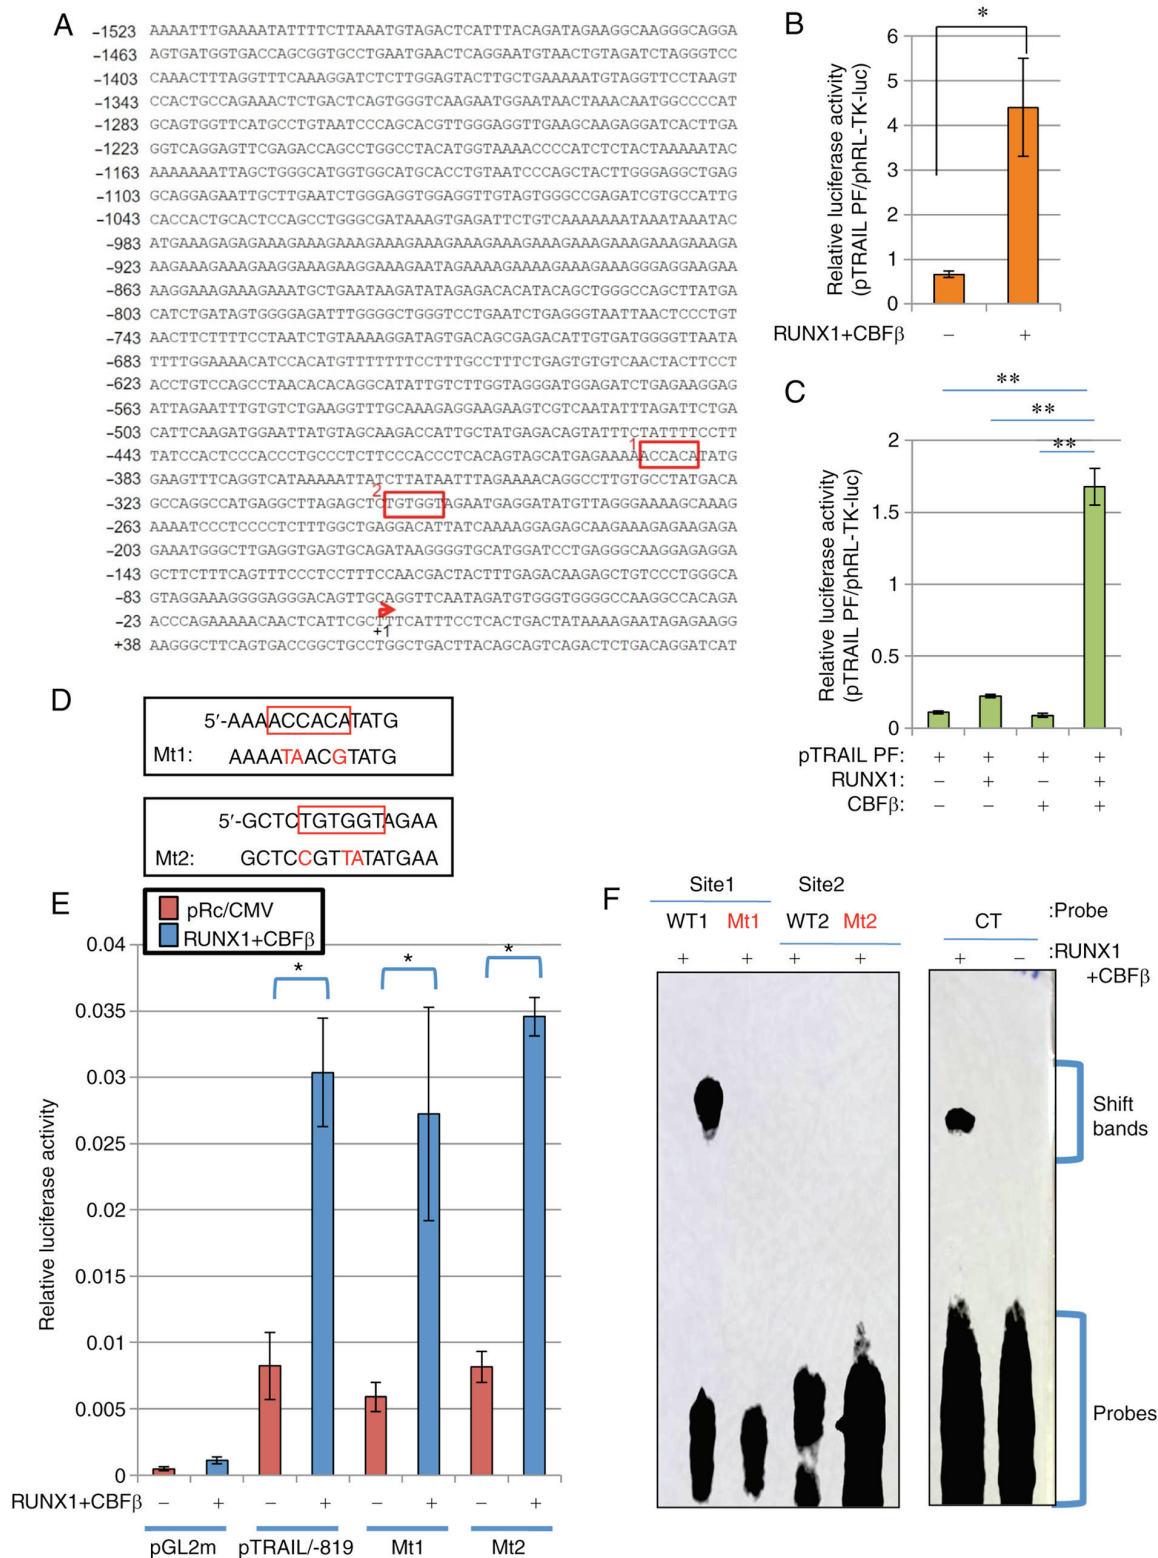 A
−1523 AAAATTTGAAAATATTTTCTTAAATGTAGACTCATTTACAGATAGAAGGCAAGGGCAGGA
−1463 AGTGATGGTGACCAGCGGTGCCTGAATGAACTCAGGAATGTAACTGTAGATCTAGGGTCC
−1403 CAAACTTTAGGTTTCAAAGGATCTCTTGGAGTACTTGCTGAAAAATGTAGGTTCCTAAGT
−1343 CCACTGCCAGAAACTCTGACTCAGTGGGTCAAGAATGGAATAACTAAACAATGGCCCCAT
−1283 GCAGTGGTTCATGCCTGTAATCCCAGCACGTTGGGAGGTTGAAGCAAGAGGATCACTTGA
−1223 GGTCAGGAGTTCGAGACCAGCCTGGCCTACATGGTAAAACCCCATCTCTACTAAAAATAC
−1163 AAAAAAATTAGCTGGGCATGGTGGCATGCACCTGTAATCCCAGCTACTTGGGAGGCTGAG
−1103 GCAGGAGAATTGCTTGAATCTGGGAGGTGGAGGTTGTAGTGGGCCGAGATCGTGCCATTG
−1043 CACCACTGCACTCCAGCCTGGGCGATAAAGTGAGATTCTGTCAAAAAAATAAATAAATAC
−983 ATGAAAGAGAGAAAGAAAGAAAGAAAGAAAGAAAGAAAGAAAGAAAGAAAGAAAGAAAGA
−923 AAGAAAGAAAGAAGGAAAGAAGGAAAGAATAGAAAAGAAAAGAAAGAAAGGGAGGAAGAA
−863 AAGGAAAGAAAGAAATGCTGAATAAGATATAGAGACACATACAGCTGGGCCAGCTTATGA
−803 CATCTGATAGTGGGGAGATTTGGGGCTGGGTCCTGAATCTGAGGGTAATTAACTCCCTGT
−743 AACTTCTTTTCCTAATCTGTAAAAGGATAGTGACAGCGAGACATTGTGATGGGGTTAATA
−683 TTTTGGAAAACATCCACATGTTTTTTTCCTTTGCCTTTCTGAGTGTGTCAACTACTTCCT
−623 ACCTGTCCAGCCTAACACACAGGCATATTGTCTTGGTAGGGATGGAGATCTGAGAAGGAG
−563 ATTAGAATTTGTGTCTGAAGGTTTGCAAAGAGGAAGAAGTCGTCAATATTTAGATTCTGA
−503 CATTCAAGATGGAATTATGTAGCAAGACCATTGCTATGAGACAGTATTTCTATTTTCCTT
1
−443 TATCCACTCCCACCCTGCCCTCTTCCCACCCTCACAGTAGCATGAGAAAAACCACATATG
−383 GAAGTTTCAGGTCATAAAAATTATCTTATAATTTAGAAAACAGGCCTTGTGCCTATGACA
2
−323 GCCAGGCCATGAGGCTTAGAGCTCTGTGGTAGAATGAGGATATGTTAGGGAAAAGCAAAG
−263 AAAATCCCTCCCCTCTTTGGCTGAGGACATTATCAAAAGGAGAGCAAGAAAGAGAAGAGA
−203 GAAATGGGCTTGAGGTGAGTGCAGATAAGGGGTGCATGGATCCTGAGGGCAAGGAGAGGA
−143 GCTTCTTTCAGTTTCCCTCCTTTCCAACGACTACTTTGAGACAAGAGCTGTCCCTGGGCA
−83 GTAGGAAAGGGGAGGGACAGTTGCAGGTTCAATAGATGTGGGTGGGGCCAAGGCCACAGA
−23 ACCCAGAAAAACAACTCATTCGCTTTCATTTCCTCACTGACTATAAAAGAATAGAGAAGG
+1
+38 AAGGGCTTCAGTGACCGGCTGCCTGGCTGACTTACAGCAGTCAGACTCTGACAGGATCAT
B
*
Relative luciferase activity
(pTRAIL PF/phRL-TK-luc)
6
5
4
3
2
1
0
RUNX1+CBFβ − +
C
**
**
**
Relative luciferase activity
(pTRAIL PF/phRL-TK-luc)
2
1.5
1
0.5
0
pTRAIL PF: + + + +
RUNX1: − + − +
CBFβ: − − + +
D
5′-AAAACCACATATG
Mt1: AAAATAACGTATG
5′-GCTCTGTGGTAGAA
Mt2: GCTCCGTTATATGAA
E
pRc/CMV
RUNX1+CBFβ
* * *
Relative luciferase activity
0.04
0.035
0.03
0.025
0.02
0.015
0.01
0.005
0
RUNX1+CBFβ − + − + − + − +
pGL2m pTRAIL/-819 Mt1 Mt2
F
Site1 Site2
WT1 Mt1 WT2 Mt2 CT :Probe
+ + + + + − :RUNX1
+CBFβ
Shift
bands
Probes